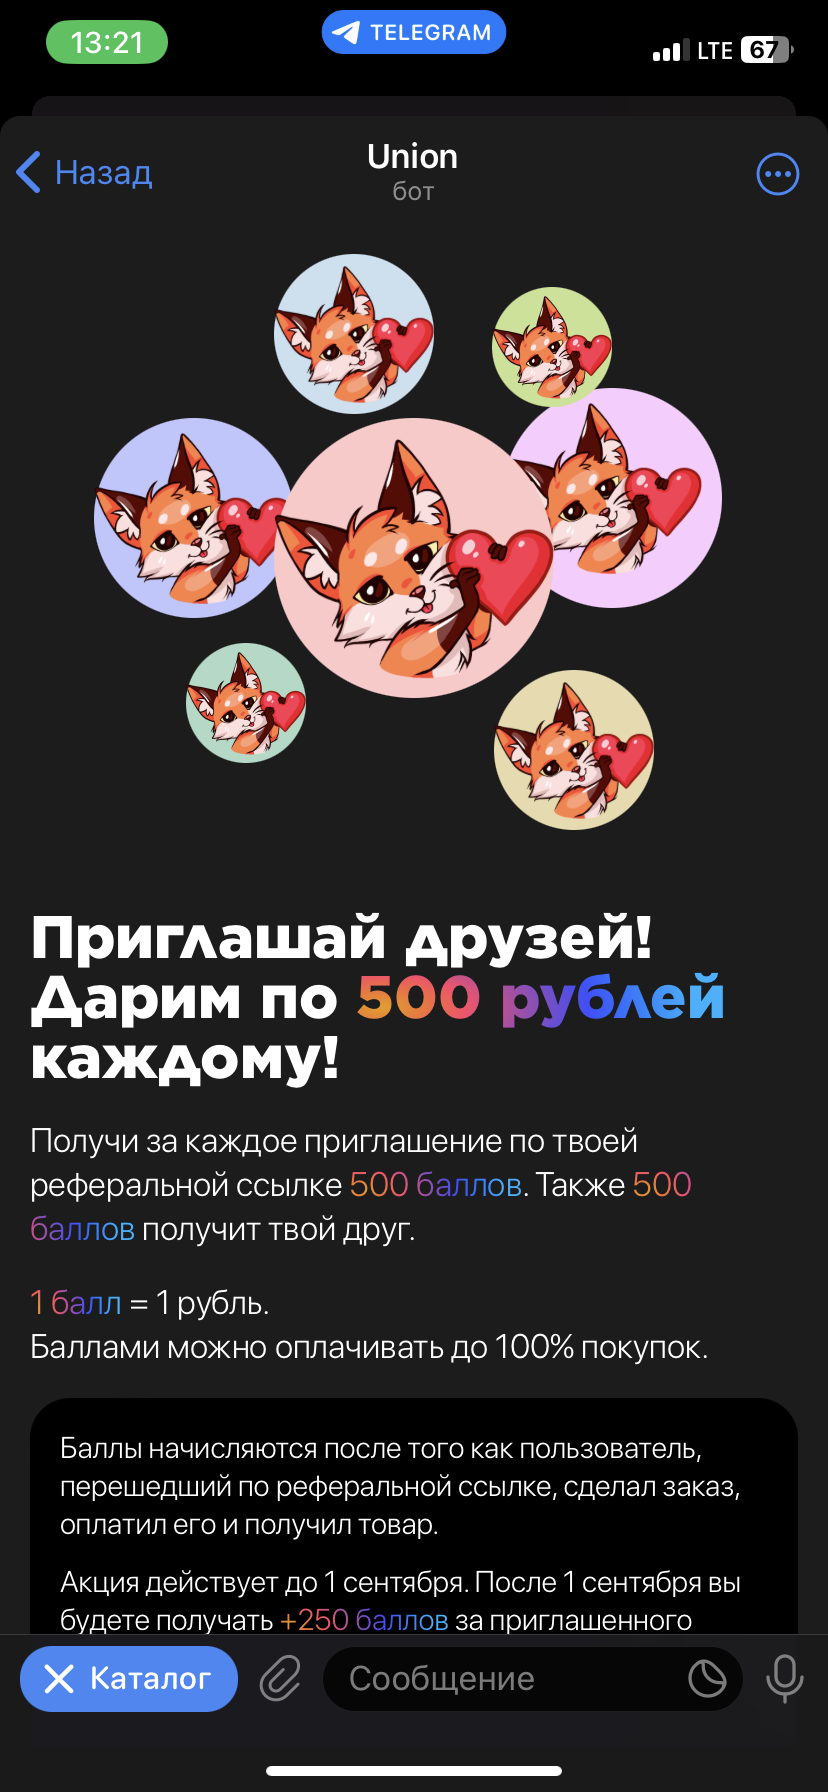 13:21
TELEGRAM
LTE
67
Назад
Union
бот
Приглашай друзей!
Дарим по 500 рублей
каждому!
Получи за каждое приглашение по твоей
реферальной ссылке 500 баллов. Также 500
баллов получит твой друг.
1 балл = 1 рубль.
Баллами можно оплачивать до 100% покупок.
Баллы начисляются после того как пользователь,
перешедший по реферальной ссылке, сделал заказ,
оплатил его и получил товар.
Акция действует до 1 сентября. После 1 сентября вы
будете получать +250 баллов за приглашенного
Каталог
Сообщение